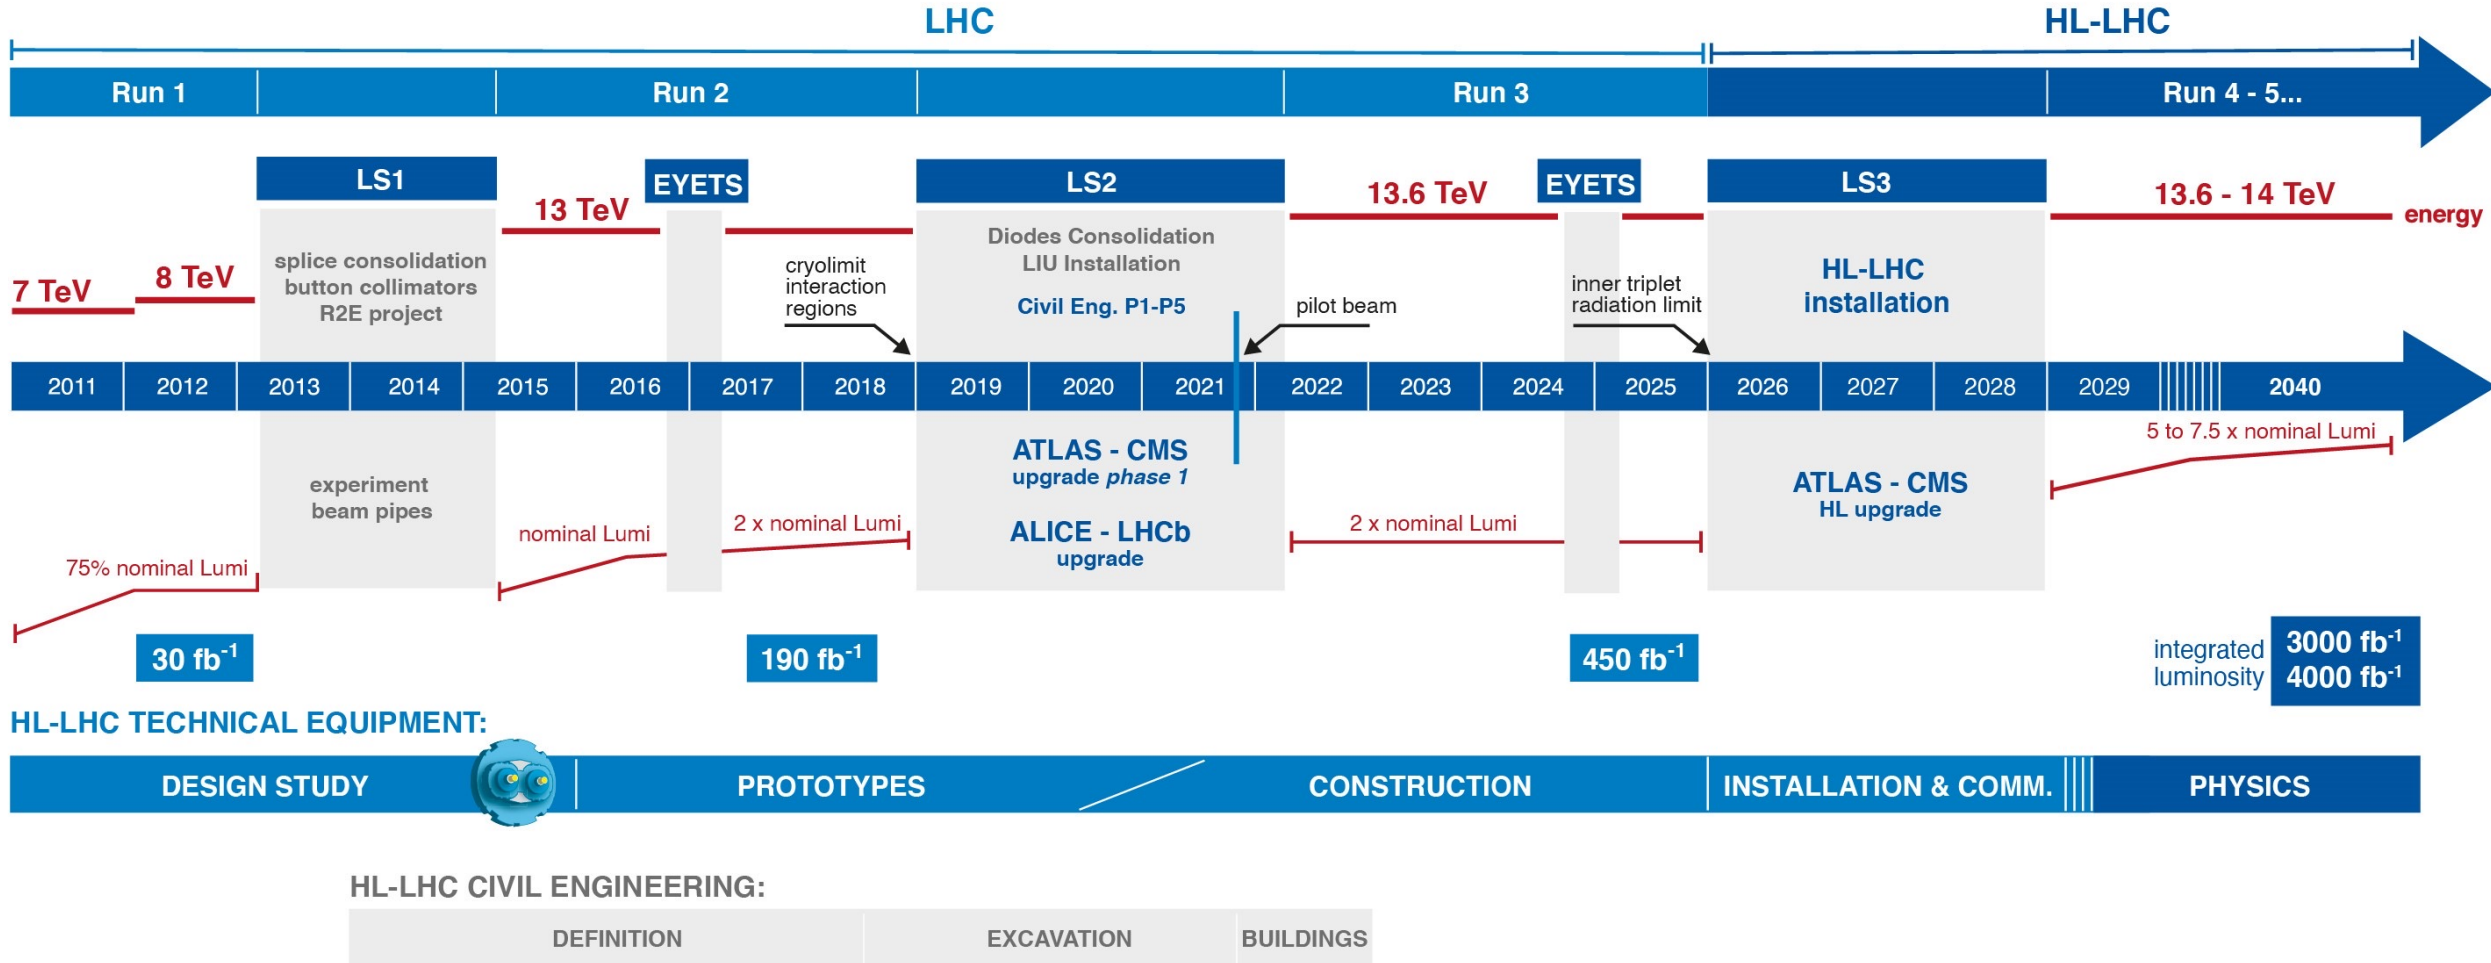 LHC
HL-LHC
Run 1
Run 2
Run 3
Run 4 - 5...
LS1
EYETS
LS2
EYETS
LS3
13 TeV
13.6 TeV
13.6 - 14 TeV
energy
7 TeV
8 TeV
splice consolidation
button collimators
R2E project
cryolimit
interaction
regions
Diodes Consolidation
LIU Installation
Civil Eng. P1-P5
pilot beam
inner triplet
radiation limit
HL-LHC
installation
2011
2012
2013
2014
2015
2016
2017
2018
2019
2020
2021
2022
2023
2024
2025
2026
2027
2028
2029
2040
5 to 7.5 x nominal Lumi
experiment
beam pipes
ATLAS - CMS
upgrade phase 1
ALICE - LHCb
upgrade
ATLAS - CMS
HL upgrade
75% nominal Lumi
nominal Lumi
2 x nominal Lumi
2 x nominal Lumi
30 fb⁻¹
190 fb⁻¹
450 fb⁻¹
integrated
luminosity
3000 fb⁻¹
4000 fb⁻¹
HL-LHC TECHNICAL EQUIPMENT:
DESIGN STUDY
PROTOTYPES
CONSTRUCTION
INSTALLATION & COMM.
PHYSICS
HL-LHC CIVIL ENGINEERING:
DEFINITION
EXCAVATION
BUILDINGS